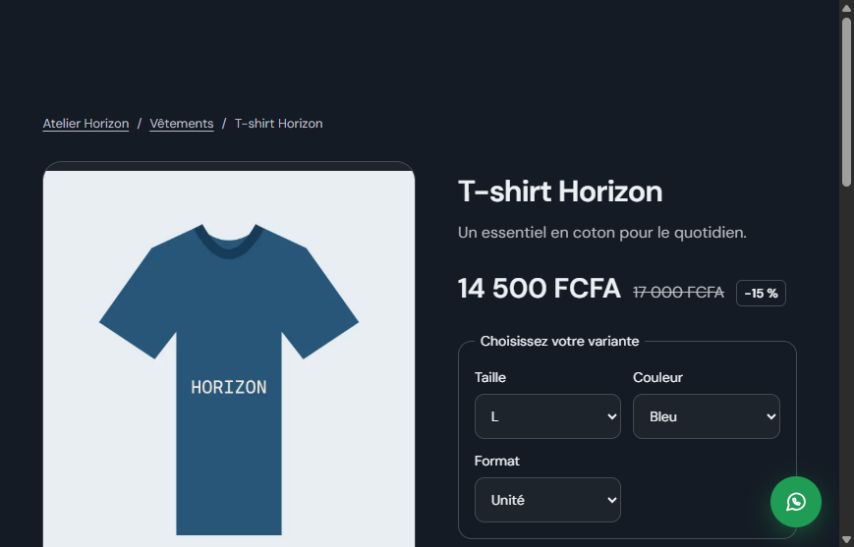 Atelier Horizon / Vêtements / T-shirt Horizon
HORIZON
T-shirt Horizon
Un essentiel en coton pour le quotidien.
14 500 FCFA 17 000 FCFA -15 %
Choisissez votre variante
Taille Couleur
L Bleu
Format
Unité